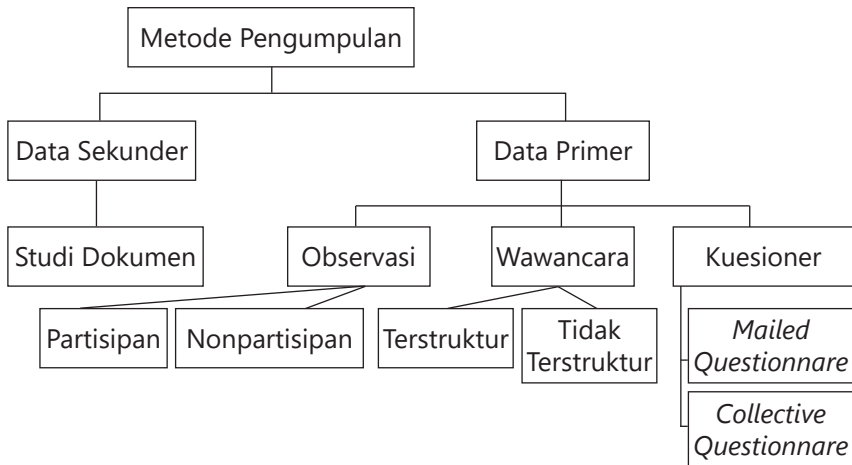 Metode Pengumpulan
Data Sekunder
Data Primer
Studi Dokumen
Observasi
Wawancara
Kuesioner
Partisipan
Nonpartisipan
Terstruktur
Tidak
Terstruktur
Mailed
Questionnare
Collective
Questionnare